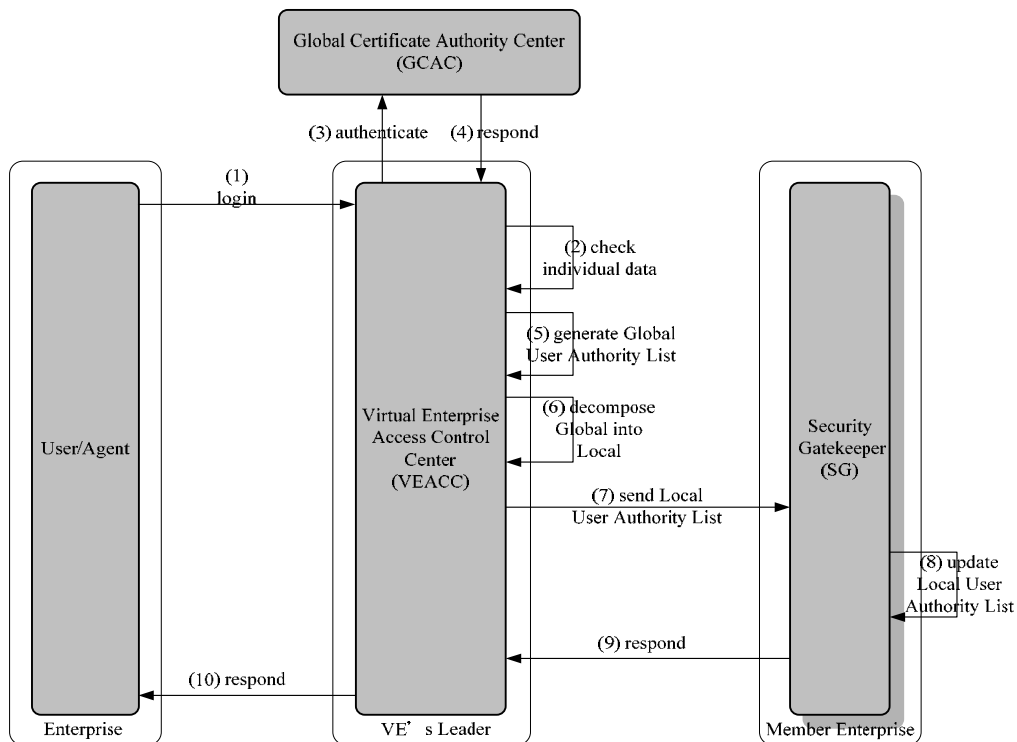 Global Certificate Authority Center
(GCAC)
(3) authenticate
(4) respond
(1)
login
(2) check
individual data
(5) generate Global
User Authority List
(6) decompose
Global into
Local
User/Agent
Virtual Enterprise
Access Control
Center
(VEACC)
Security
Gatekeeper
(SG)
(7) send Local
User Authority List
(8) update
Local User
Authority List
(9) respond
(10) respond
Enterprise
VE’s Leader
Member Enterprise